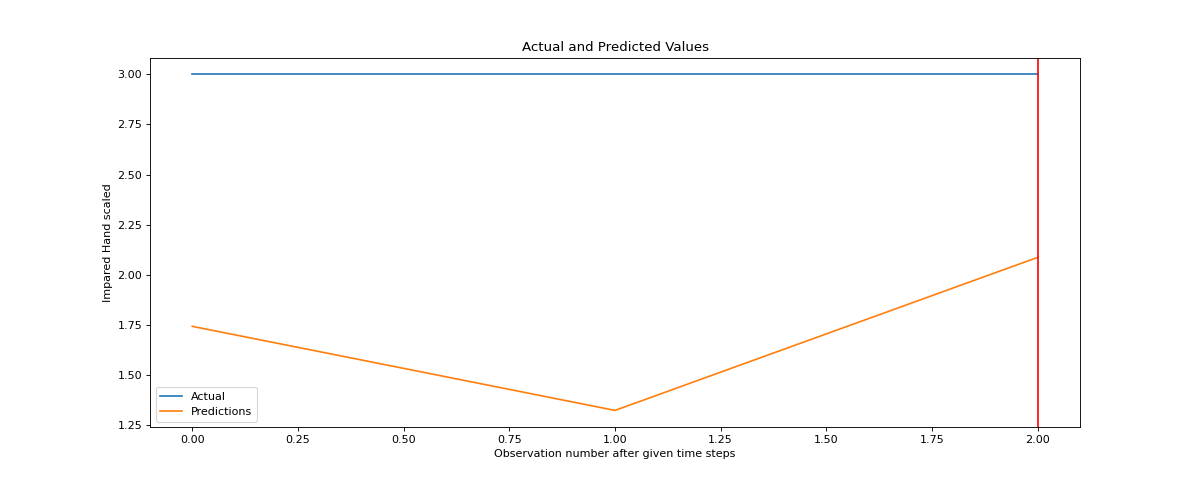 Actual and Predicted Values
Impared Hand scaled
3.00
2.75
2.50
2.25
2.00
1.75
1.50
1.25
Actual
Predictions
0.00 0.25 0.50 0.75 1.00 1.25 1.50 1.75 2.00
Observation number after given time steps